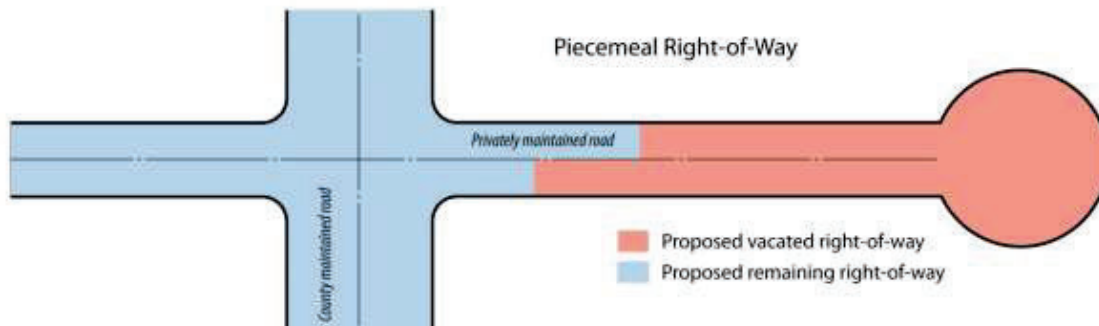 Piecemeal Right-of-Way
Privately maintained road
County maintained road
Proposed vacated right-of-way
Proposed remaining right-of-way